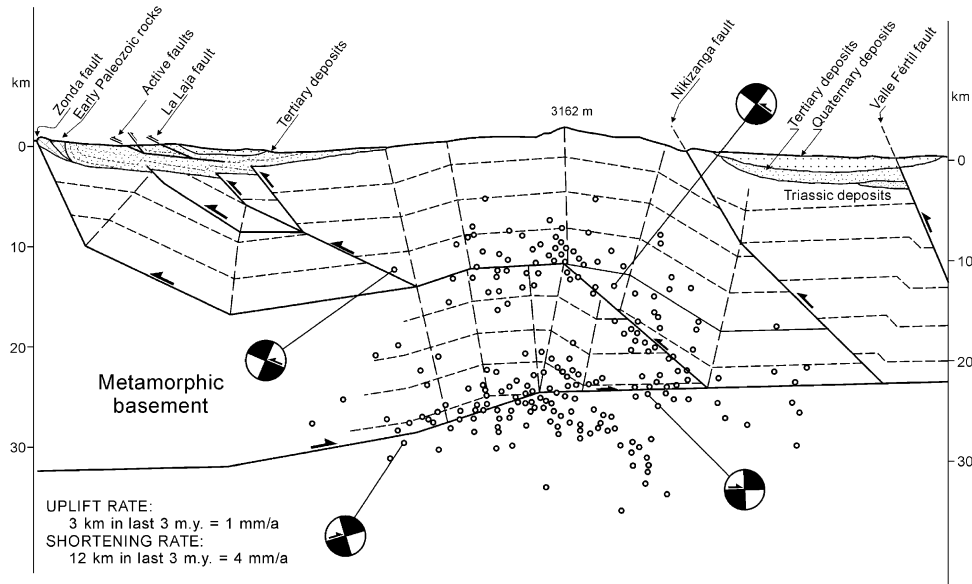 Zonda fault
Early Paleozoic rocks
Active faults
La Laja fault
Tertiary deposits
3162 m
Nikizanga fault
Tertiary deposits
Quaternary deposits
Valle Fértil fault
km
km
0
0
Triassic deposits
10
10
20
20
Metamorphic
basement
30
30
UPLIFT RATE:
3 km in last 3 m.y. = 1 mm/a
SHORTENING RATE:
12 km in last 3 m.y. = 4 mm/a